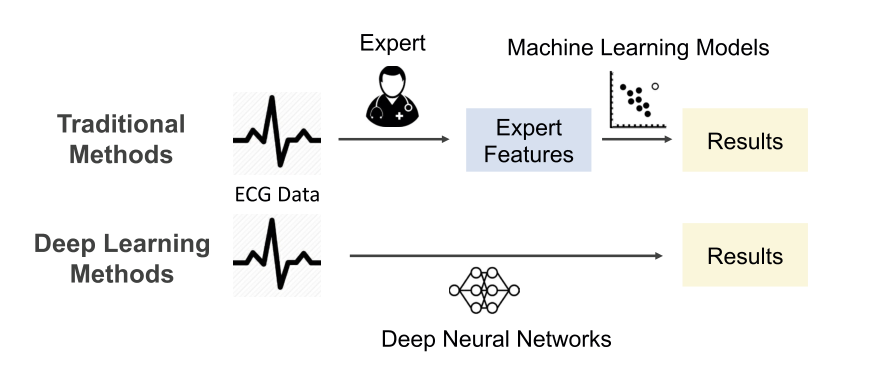 Expert
Machine Learning Models
Traditional
Methods
Expert
Features
Results
ECG Data
Deep Learning
Methods
Results
Deep Neural Networks